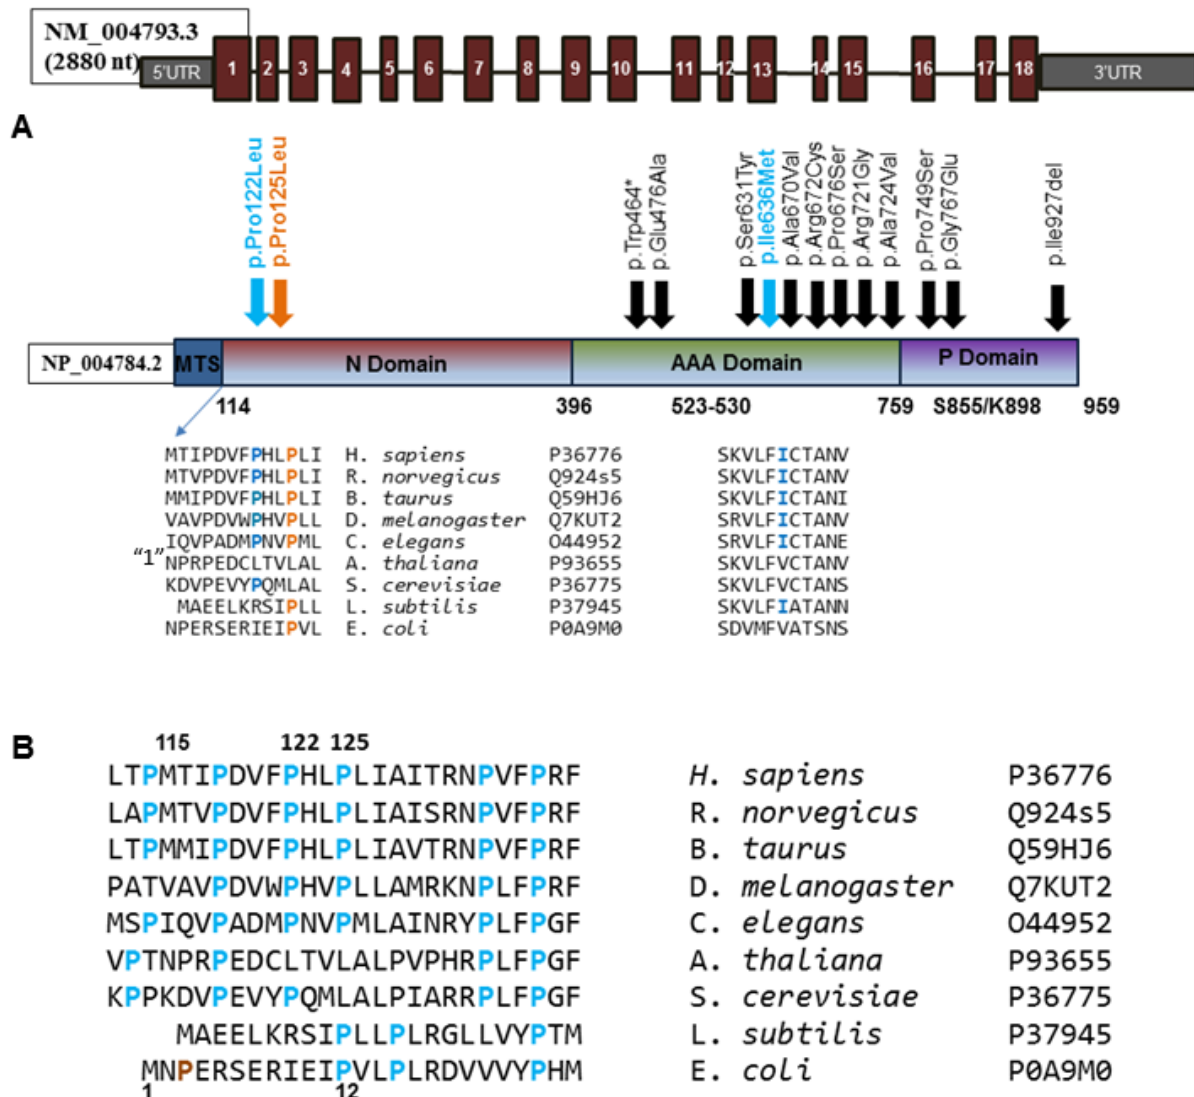 NM_004793.3
(2880 nt)
5'UTR 1 2 3 4 5 6 7 8 9 10 11 12 13 14 15 16 17 18 3'UTR
A
p.Pro122Leu p.Pro125Leu p.Trp464* p.Glu476Ala p.Ser631Tyr p.Ile636Met p.Ala670Val p.Arg672Cys p.Pro676Ser p.Arg721Gly p.Ala724Val p.Pro749Ser p.Gly767Glu p.Ile927del
NP_004784.2 MTS N Domain AAA Domain P Domain
114 396 523-530 759 S855/K898 959
MTIPDVFPHLPLI H. sapiens P36776 SKVLFICTANV
MTVPDVFPHLPLI R. norvegicus Q924s5 SKVLFICTANV
MMIPDVFPHLPLI B. taurus Q59HJ6 SKVLFICTANI
VAVPDVWPHVPLL D. melanogaster Q7KUT2 SRVLFICTANV
IQVPADMPNVPML C. elegans O44952 SRVLFICTANE
"1" NPRPEDCLTVLAL A. thaliana P93655 SKVLFVCTANV
KDVPEVYPQMLAL S. cerevisiae P36775 SKVLFVCTANS
MAEELKRSIPLL L. subtilis P37945 SKVLFIATANN
NPERSERIEIPVL E. coli P0A9M0 SDVMFVATSNS
B
115 122 125
LTPMTIPDVFPHLPLIAITRNPVFPRF H. sapiens P36776
LAPMTVPDVFPHLPLIAISRNPVFPRF R. norvegicus Q924s5
LTPMMIPDVFPHLPLIAVTRNPVFPRF B. taurus Q59HJ6
PATVAVPDVWPHVPLLAMRKNPLFPRF D. melanogaster Q7KUT2
MSPIQVPADMPNVPMLAINRYPLFPGF C. elegans O44952
VPTNPRPEDCLTVLALPVPHRPLFPGF A. thaliana P93655
KPPKDVPEVYPQMLALPIARRPLFPGF S. cerevisiae P36775
MAEELKRSIPLLPLRGLLVYPTM L. subtilis P37945
MNPERSERIEIPVLPLRDVVVYPHM E. coli P0A9M0
1 12